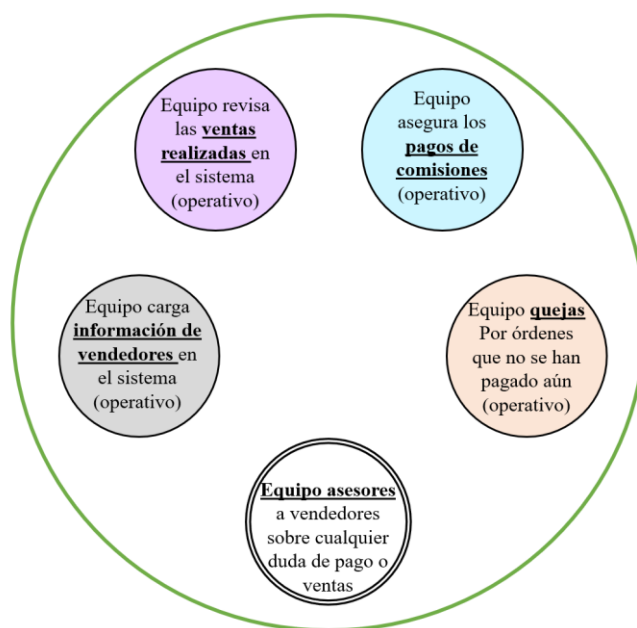 Equipo revisa
las ventas
realizadas en
el sistema
(operativo)
Equipo
asegura los
pagos de
comisiones
(operativo)
Equipo carga
información de
vendedores en
el sistema
(operativo)
Equipo quejas
Por órdenes
que no se han
pagado aún
(operativo)
Equipo asesores
a vendedores
sobre cualquier
duda de pago o
ventas